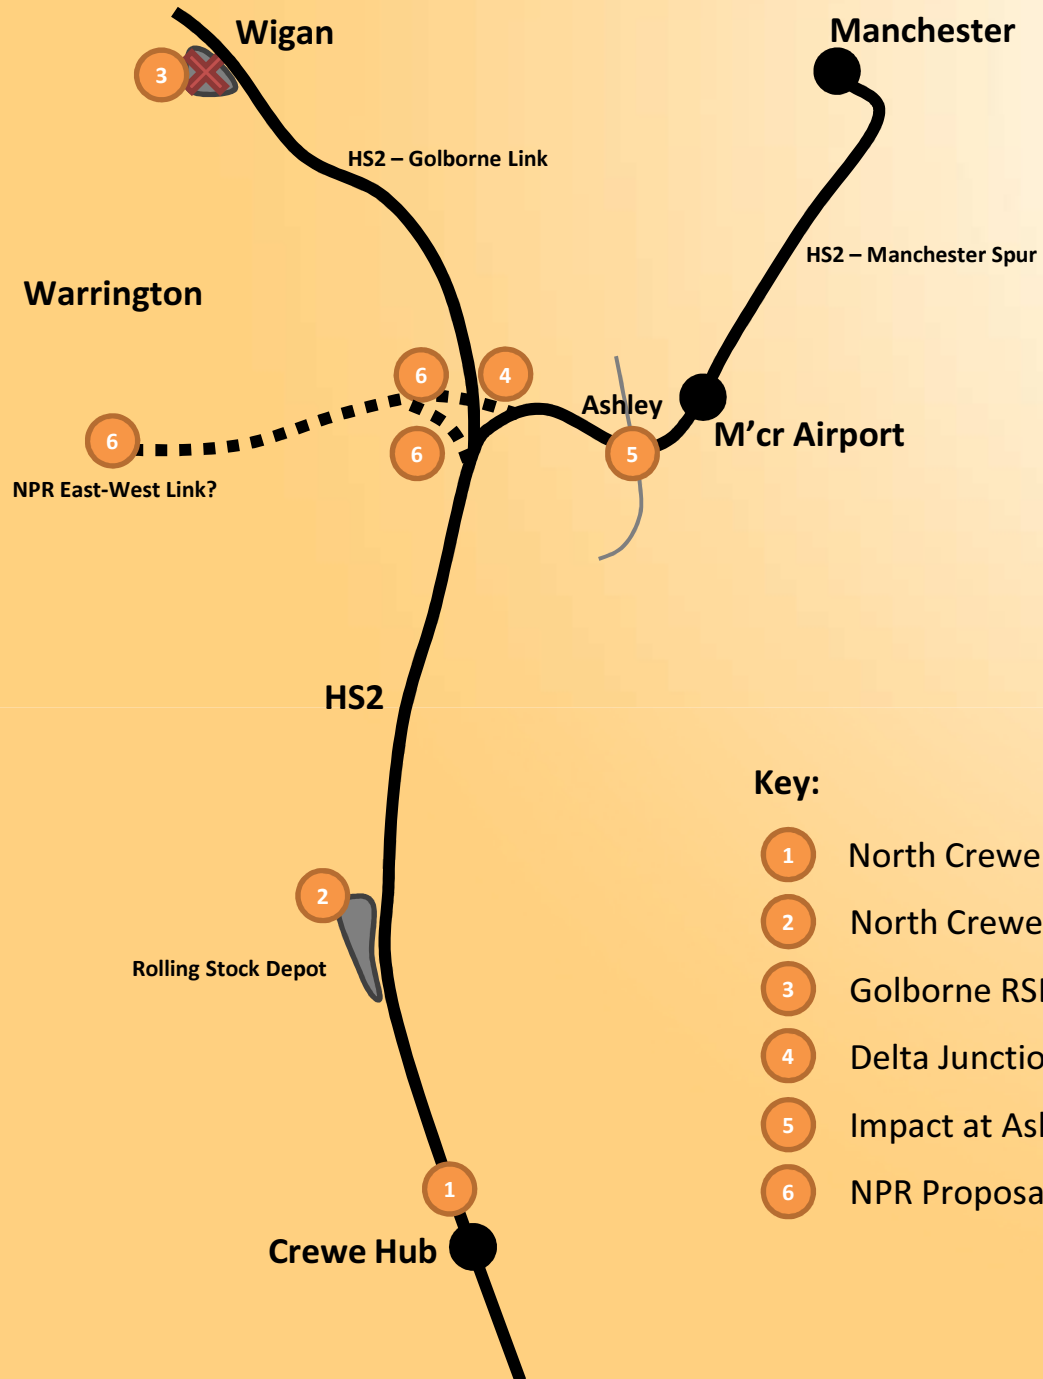 Wigan
Manchester
3
HS2 – Golborne Link
HS2 – Manchester Spur
Warrington
6
4
Ashley
M'cr Airport
6
6
5
NPR East-West Link?
HS2
Key:
1 North Crewe
2 North Crewe
3 Golborne RS
4 Delta Junctio
5 Impact at As
6 NPR Proposa
2
Rolling Stock Depot
1
Crewe Hub